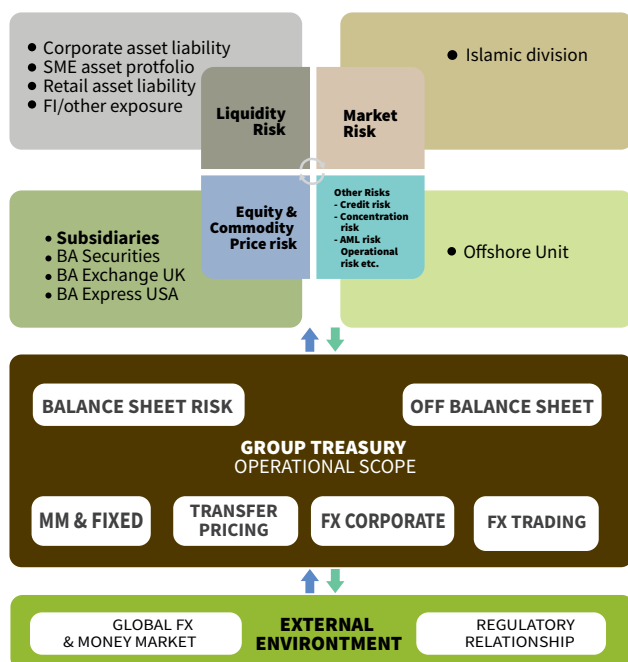 ● Corporate asset liability
● SME asset protfolio
● Retail asset liability
● FI/other exposure
● Islamic division
Liquidity
Risk
Market
Risk
Equity &
Commodity
Price risk
Other Risks
- Credit risk
- Concentration
risk
- AML risk
Operational
risk etc.
• Subsidiaries
• BA Securities
• BA Exchange UK
• BA Express USA
● Offshore Unit
BALANCE SHEET RISK
OFF BALANCE SHEET
GROUP TREASURY
OPERATIONAL SCOPE
MM & FIXED
TRANSFER
PRICING
FX CORPORATE
FX TRADING
GLOBAL FX
& MONEY MARKET
EXTERNAL
ENVIRONTMENT
REGULATORY
RELATIONSHIP